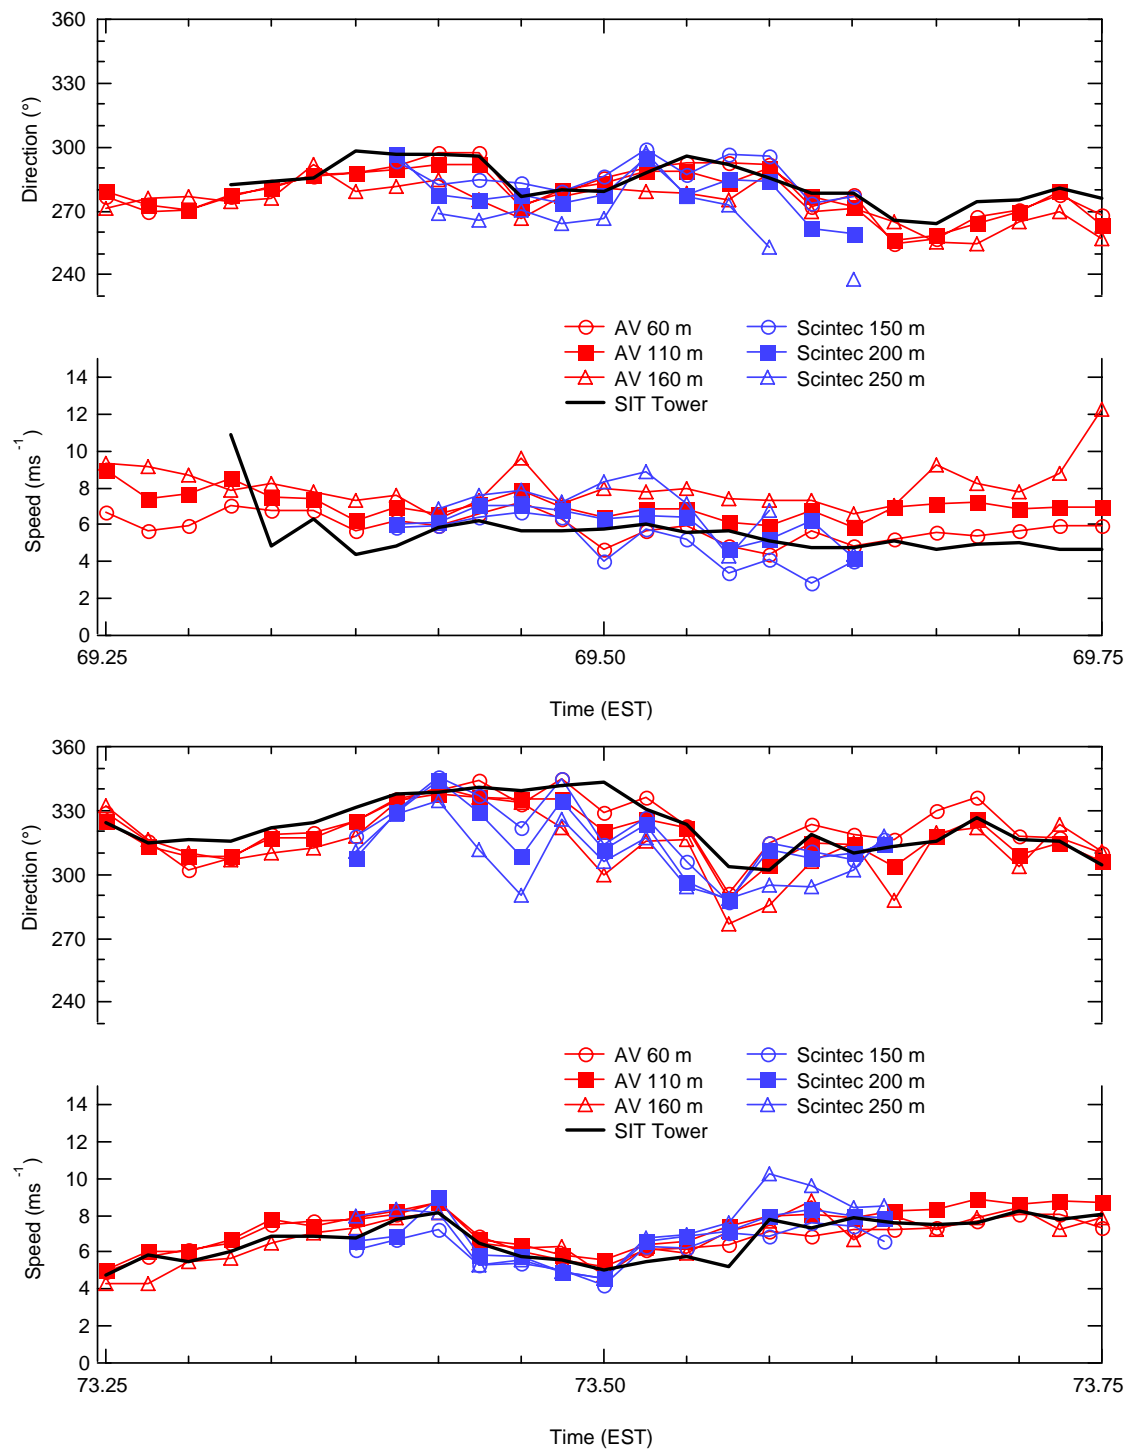 360
330
300
270
240
Direction (°)
AV 60 m
AV 110 m
AV 160 m
SIT Tower
Scintec 150 m
Scintec 200 m
Scintec 250 m
14
12
10
8
6
4
2
0
Speed (ms⁻¹)
69.25 69.50 69.75
Time (EST)
360
330
300
270
240
Direction (°)
AV 60 m
AV 110 m
AV 160 m
SIT Tower
Scintec 150 m
Scintec 200 m
Scintec 250 m
14
12
10
8
6
4
2
0
Speed (ms⁻¹)
73.25 73.50 73.75
Time (EST)